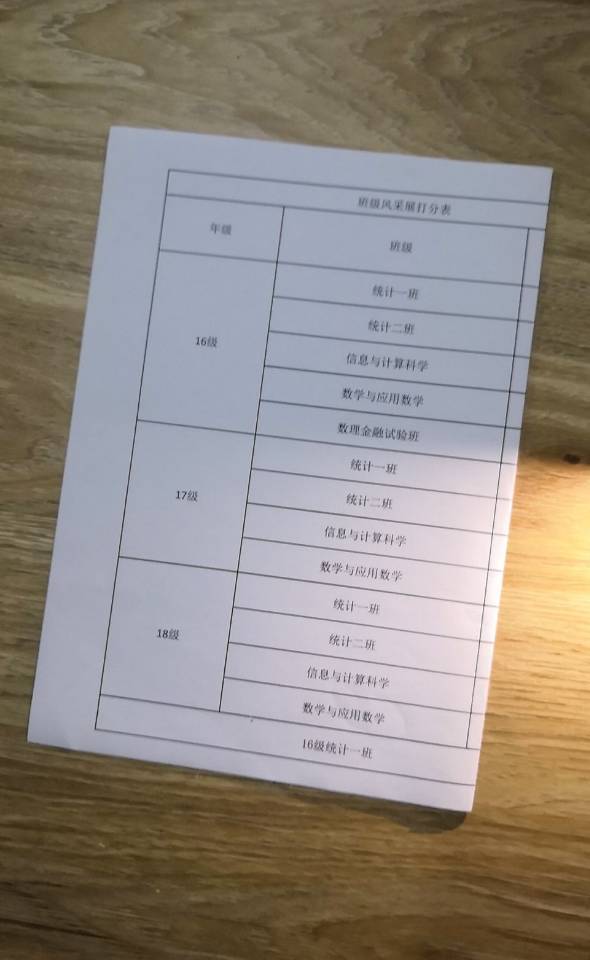 班级风采展打分表
年级 班级
16级
统计一班
统计二班
信息与计算科学
数学与应用数学
数理金融试验班
17级
统计一班
统计二班
信息与计算科学
数学与应用数学
18级
统计一班
统计二班
信息与计算科学
数学与应用数学
16级统计一班